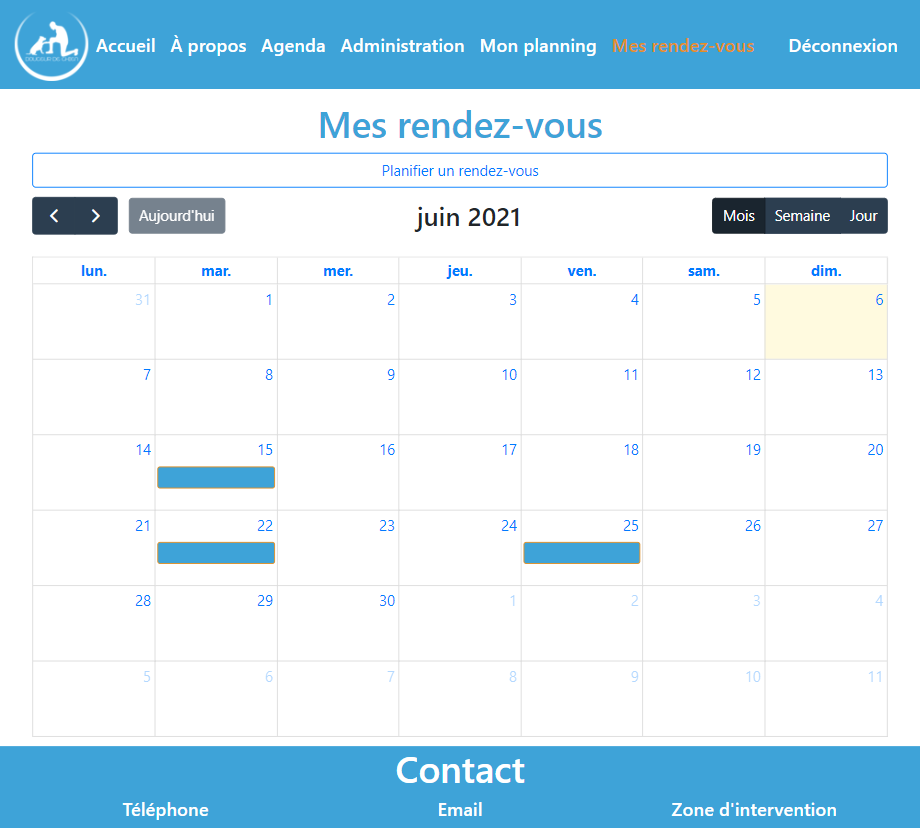 Accueil À propos Agenda Administration Mon planning Mes rendez-vous Déconnexion
Mes rendez-vous
Planifier un rendez-vous
Aujourd'hui juin 2021 Mois Semaine Jour
lun. mar. mer. jeu. ven. sam. dim.
31 1 2 3 4 5 6
7 8 9 10 11 12 13
14 15 16 17 18 19 20
21 22 23 24 25 26 27
28 29 30 1 2 3 4
5 6 7 8 9 10 11
Contact
Téléphone Email Zone d'intervention